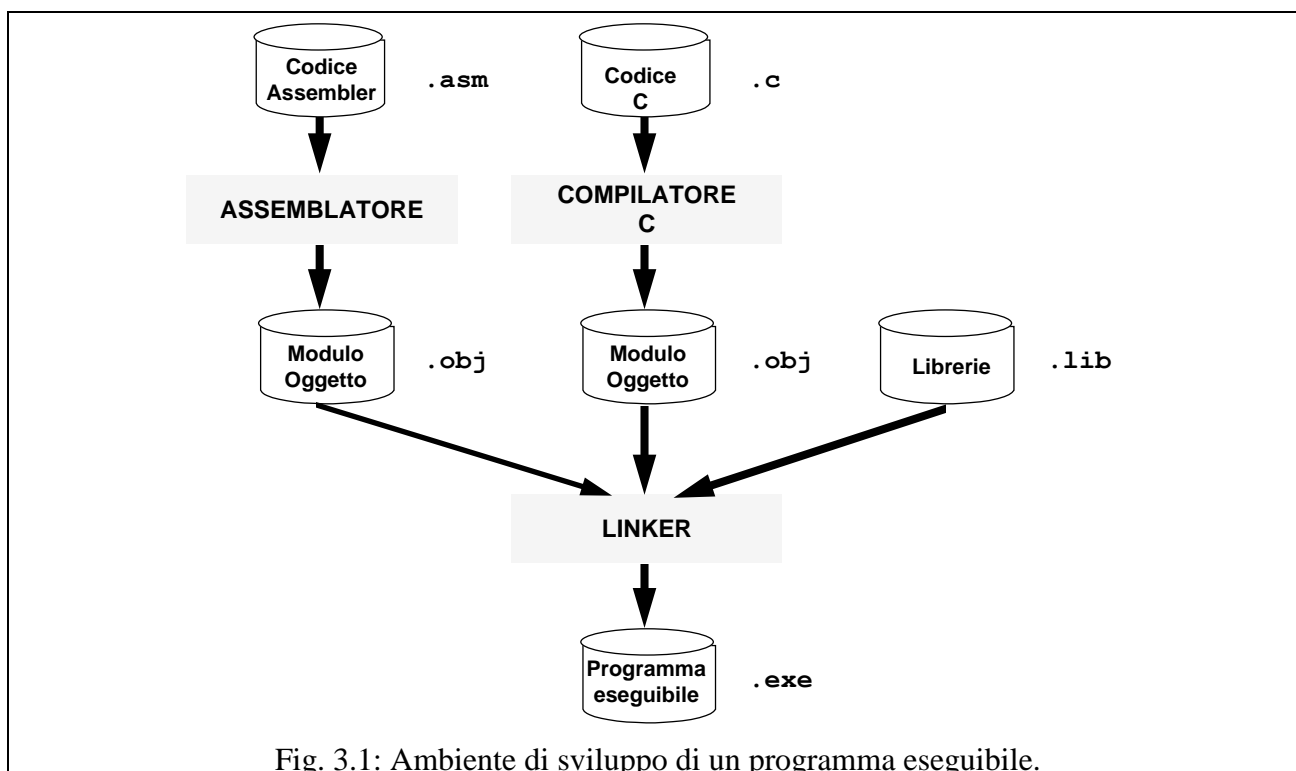 Codice
Assembler
.asm
Codice
C
.c
ASSEMBLATORE
COMPILATORE
C
Modulo
Oggetto
.obj
Modulo
Oggetto
.obj
Librerie
.lib
LINKER
Programma
eseguibile
.exe
Fig. 3.1: Ambiente di sviluppo di un programma eseguibile.